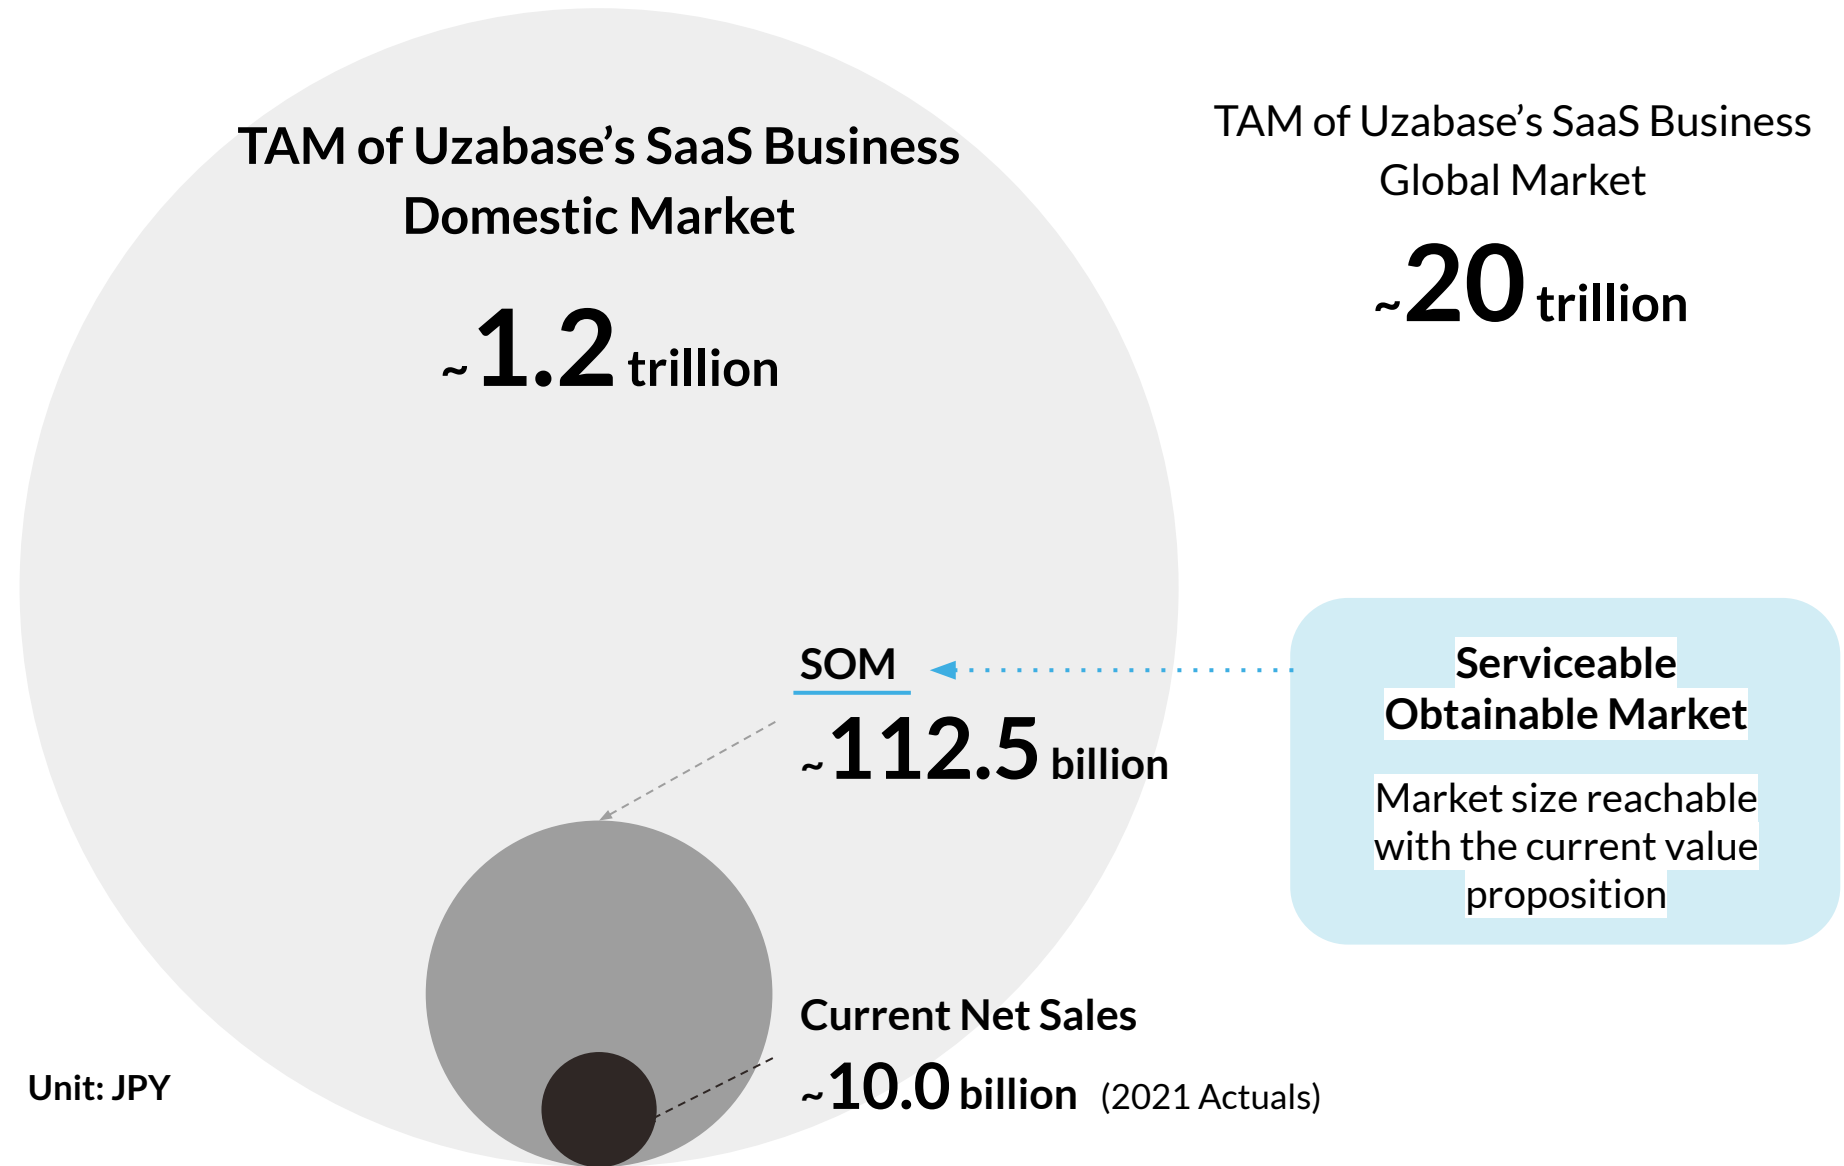 TAM of Uzabase’s SaaS Business
Domestic Market
~1.2 trillion
TAM of Uzabase’s SaaS Business
Global Market
~20 trillion
SOM
~112.5 billion
Serviceable
Obtainable Market
Market size reachable
with the current value
proposition
Current Net Sales
~10.0 billion (2021 Actuals)
Unit: JPY